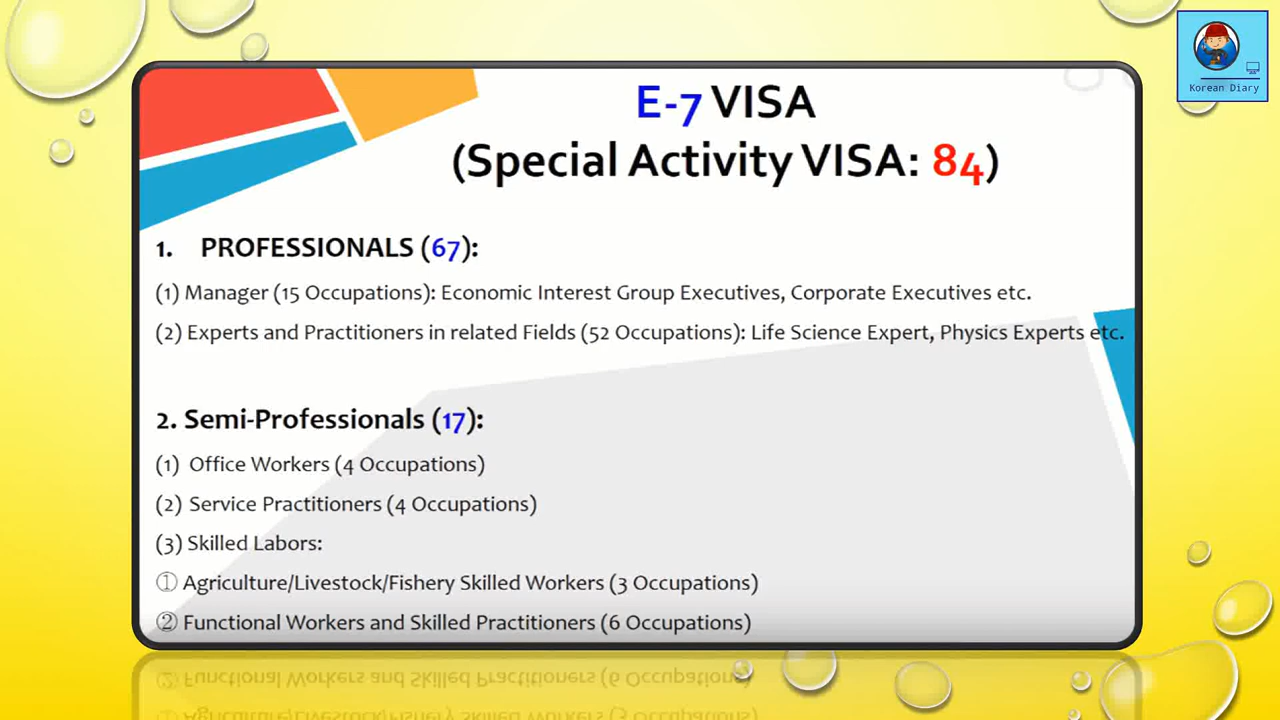 Korean Diary
E-7 VISA
(Special Activity VISA: 84)
1. PROFESSIONALS (67):
(1) Manager (15 Occupations): Economic Interest Group Executives, Corporate Executives etc.
(2) Experts and Practitioners in related Fields (52 Occupations): Life Science Expert, Physics Experts etc.
2. Semi-Professionals (17):
(1) Office Workers (4 Occupations)
(2) Service Practitioners (4 Occupations)
(3) Skilled Labors:
① Agriculture/Livestock/Fishery Skilled Workers (3 Occupations)
② Functional Workers and Skilled Practitioners (6 Occupations)